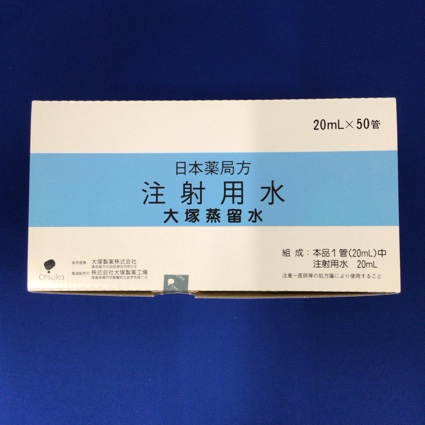 20mL×50管
日本薬局方
注射用水
大塚蒸留水
組成：本品1管(20mL)中
注射用水 20mL
注意－医師等の処方箋により使用すること
Otsuka
大塚製薬株式会社
株式会社大塚製薬工場